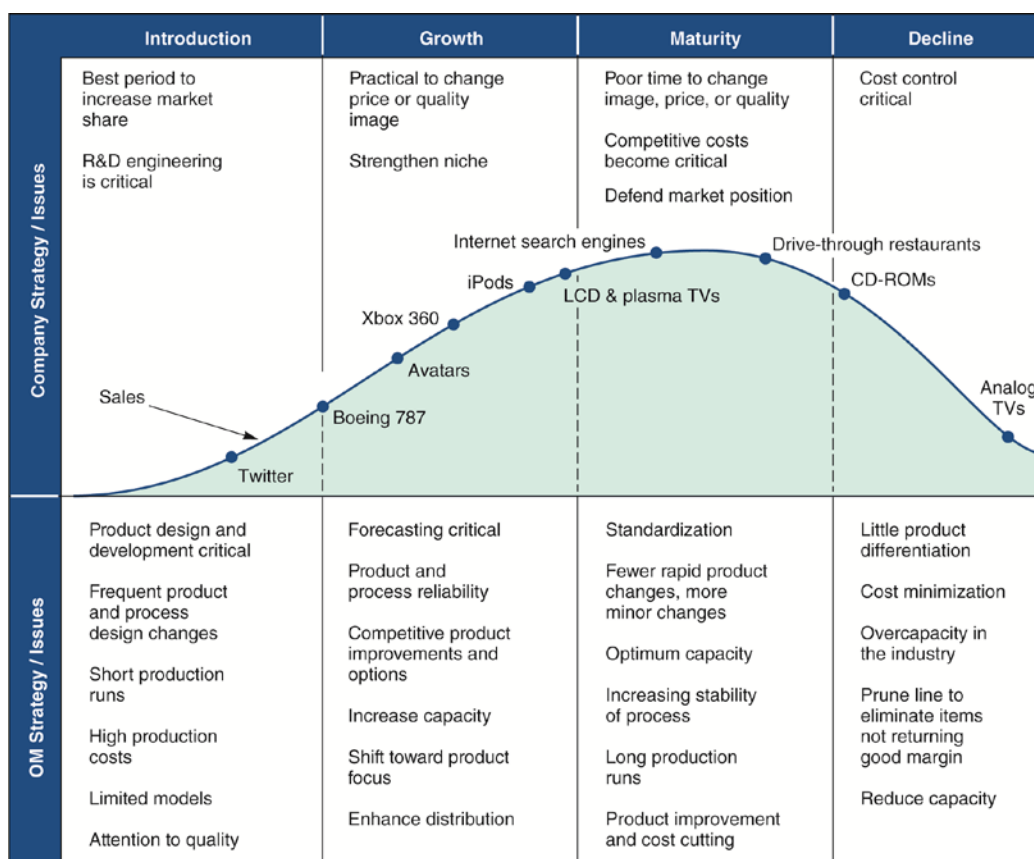 Introduction
Growth
Maturity
Decline
Company Strategy / Issues
Best period to
increase market
share
R&D engineering
is critical
Practical to change
price or quality
image
Strengthen niche
Poor time to change
image, price, or quality
Competitive costs
become critical
Defend market position
Cost control
critical
Internet search engines
Drive-through restaurants
iPods
LCD & plasma TVs
CD-ROMs
Xbox 360
Avatars
Sales
Boeing 787
Analog
TVs
Twitter
OM Strategy / Issues
Product design and
development critical
Frequent product
and process
design changes
Short production
runs
High production
costs
Limited models
Attention to quality
Forecasting critical
Product and
process reliability
Competitive product
improvements and
options
Increase capacity
Shift toward product
focus
Enhance distribution
Standardization
Fewer rapid product
changes, more
minor changes
Optimum capacity
Increasing stability
of process
Long production
runs
Product improvement
and cost cutting
Little product
differentiation
Cost minimization
Overcapacity in
the industry
Prune line to
eliminate items
not returning
good margin
Reduce capacity